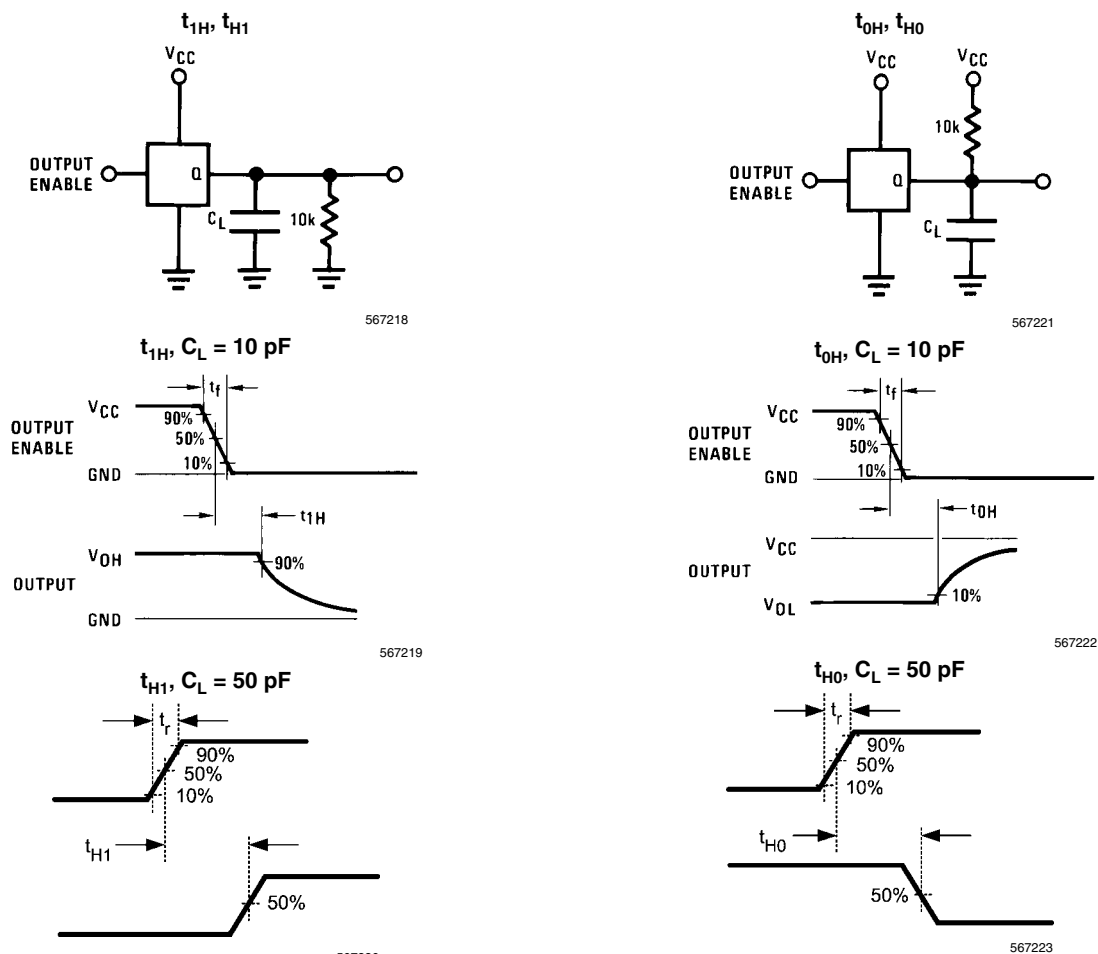 t1H, tH1
VCC
OUTPUT
ENABLE
Q
CL
10k
567218
t1H, CL = 10 pF
tf
VCC
90%
50%
10%
OUTPUT
ENABLE
GND
t1H
VOH
90%
OUTPUT
GND
567219
tH1, CL = 50 pF
tr
90%
50%
10%
tH1
50%
t0H, tH0
VCC
VCC
10k
OUTPUT
ENABLE
Q
CL
567221
t0H, CL = 10 pF
tf
VCC
90%
50%
10%
OUTPUT
ENABLE
GND
t0H
VCC
OUTPUT
10%
VOL
567222
tH0, CL = 50 pF
tr
90%
50%
10%
tH0
50%
567223